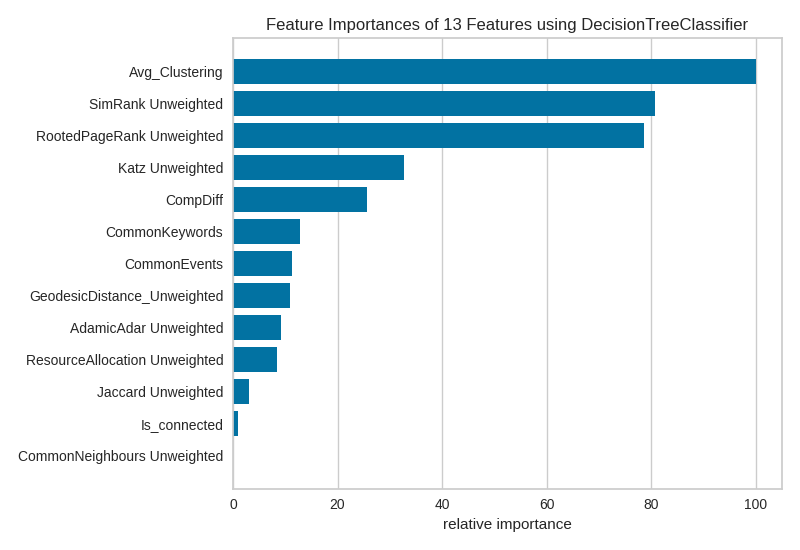 Feature Importances of 13 Features using DecisionTreeClassifier
Avg_Clustering
SimRank Unweighted
RootedPageRank Unweighted
Katz Unweighted
CompDiff
CommonKeywords
CommonEvents
GeodesicDistance_Unweighted
AdamicAdar Unweighted
ResourceAllocation Unweighted
Jaccard Unweighted
Is_connected
CommonNeighbours Unweighted
0 20 40 60 80 100
relative importance